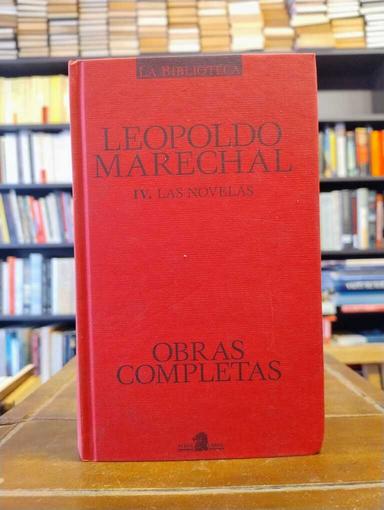 LA BIBLIOTECA
LEOPOLDO
MARECHAL
IV. LAS NOVELAS
OBRAS
COMPLETAS